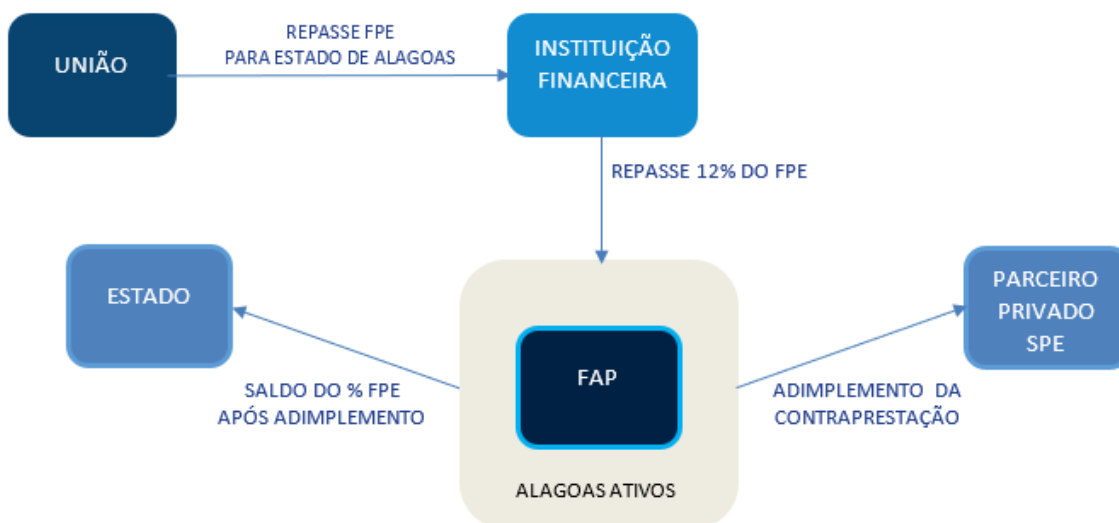 UNIÃO
REPASSE FPE
PARA ESTADO DE ALAGOAS
INSTITUIÇÃO
FINANCEIRA
REPASSE 12% DO FPE
ESTADO
SALDO DO % FPE
APÓS ADIMPLEMENTO
FAP
ALAGOAS ATIVOS
ADIMPLEMENTO DA
CONTRAPRESTAÇÃO
PARCEIRO
PRIVADO
SPE